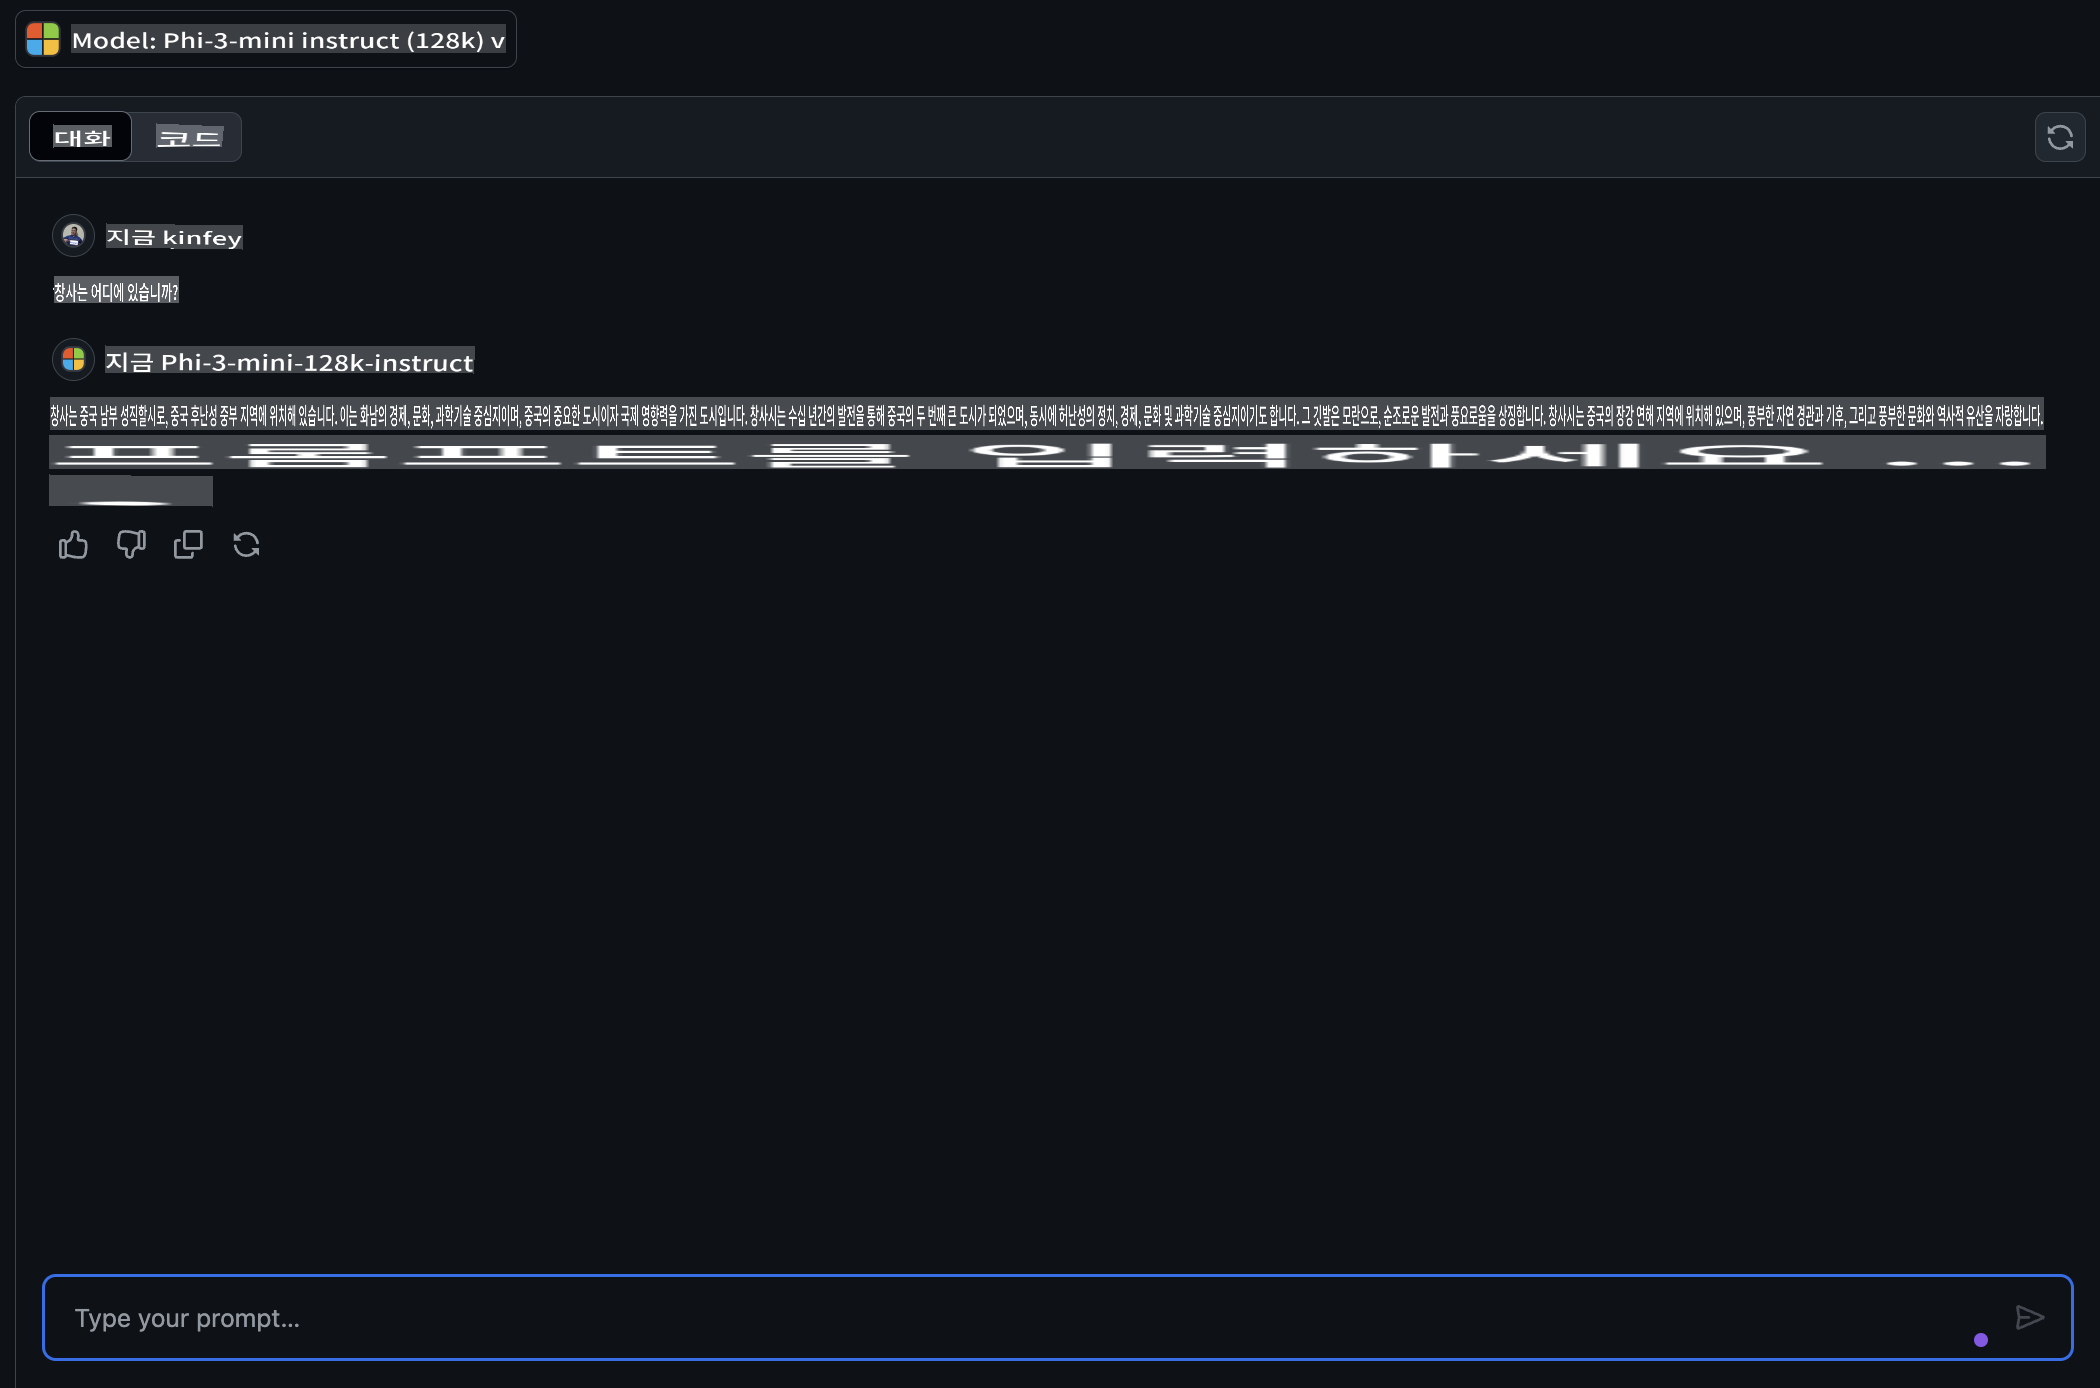 Model: Phi-3-mini instruct (128k) v
대화
코드
지금 kinfey
창사는 어디에 있습니까?
지금 Phi-3-mini-128k-instruct
창사는 중국 남부 성직할시로, 중국 후난성 중부 지역에 위치해 있습니다. 이는 화남의 경제, 문화, 과학기술 중심지이며, 중국의 중요한 도시이자 국제 영향력을 가진 도시입니다. 창사시는 수십 년간의 발전을 통해 중국의 두 번째 큰 도시가 되었으며, 동시에 허난성의 정치, 경제, 문화 및 과학기술 중심지이기도 합니다. 그 깃발은 모란으로, 순조로운 발전과 풍요로움을 상징합니다. 창사시는 중국의 장강 연해 지역에 위치해 있으며, 풍부한 자연 경관과 기후, 그리고 풍부한 문화와 역사적 유산을 자랑합니다.
프롬프트를 입력하세요 ...
Type your prompt...